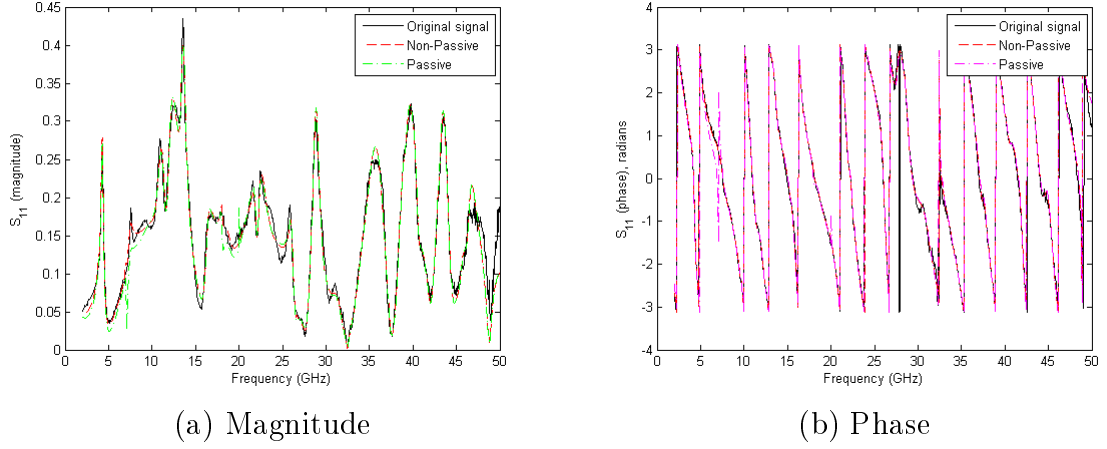 0.45
0.4
0.35
0.3
0.25
0.2
0.15
0.1
0.05
0
S11 (magnitude)
0 5 10 15 20 25 30 35 40 45 50
Frequency (GHz)
Original signal
Non-Passive
Passive
(a) Magnitude
4
3
2
1
0
-1
-2
-3
-4
S11 (phase), radians
0 5 10 15 20 25 30 35 40 45 50
Frequency (GHz)
Original signal
Non-Passive
Passive
(b) Phase